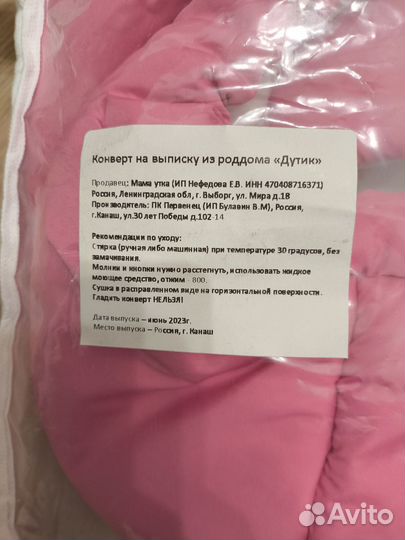 Конверт на выписку из роддома «Дутик»
Продавец: Мама утка (ИП Нефедова Е.В. ИНН 470408716371)
Россия, Ленинградская обл, г. Выборг, ул. Мира д.1В
Производитель: ПК Первенец (ИП Булавин В.М), Россия,
г.Канаш, ул.30 лет Победы д.102-14
Рекомендации по уходу:
Стирка (ручная либо машинная) при температуре 30 градусов, без
замачивания.
Молнии и кнопки нужно расстегнуть, использовать жидкое
моющее средство, отжим - 800.
Сушка в расправленном виде на горизонтальной поверхности.
Гладить конверт НЕЛЬЗЯ!
Дата выпуска – июнь 2023г.
Место выпуска – Россия, г. Канаш
Avito